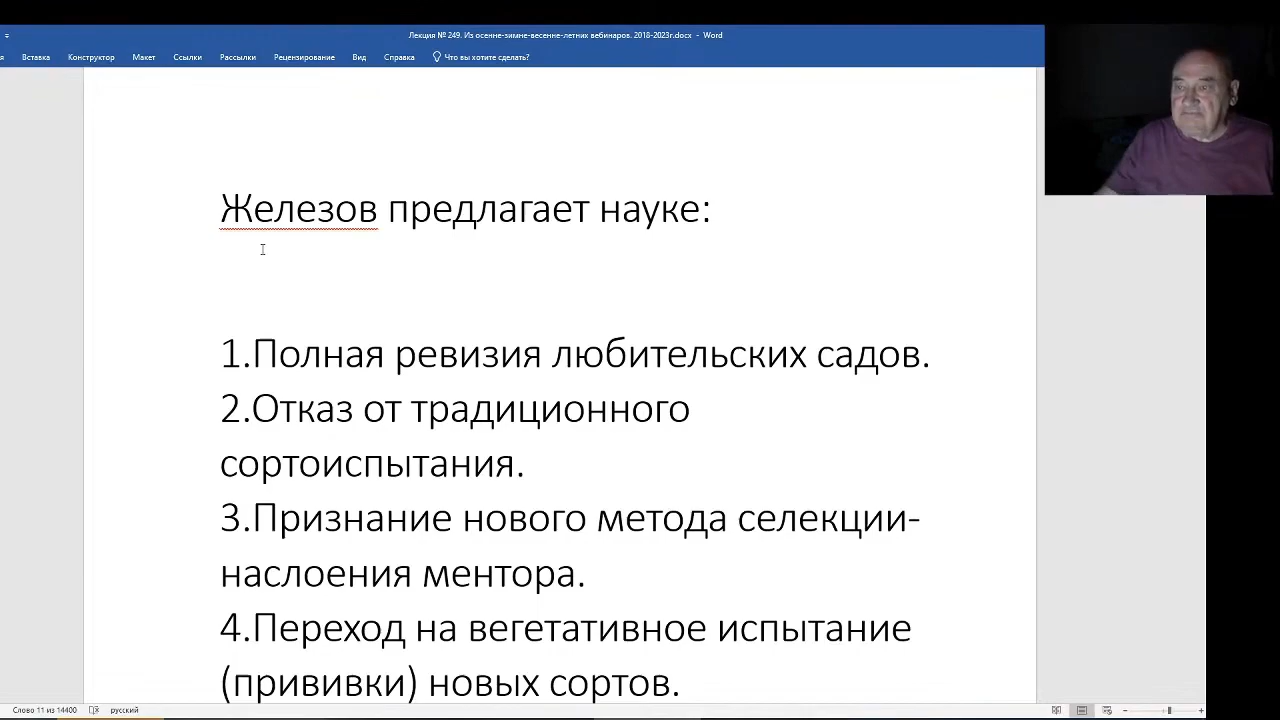 Лекция № 249. Из осенне-зимне-весенне-летних вебинаров. 2018-2023г.docx - Word
я Вставка Конструктор Макет Ссылки Рассылки Рецензирование Вид Справка Что вы хотите сделать?
Железов предлагает науке:
1.Полная ревизия любительских садов.
2.Отказ от традиционного
сортоиспытания.
3.Признание нового метода селекции-
наслоения ментора.
4.Переход на вегетативное испытание
(прививки) новых сортов.
Слово 11 из 14400 русский